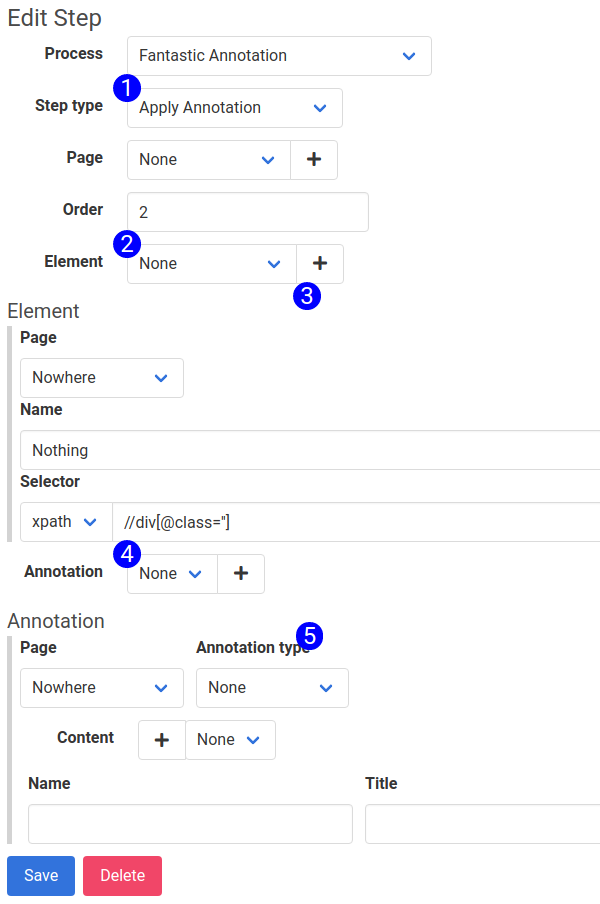 Edit Step
Process Fantastic Annotation
1
Step type Apply Annotation
Page None +
Order 2
2
Element None +
3
Element
Page
Nowhere
Name
Nothing
Selector
xpath //div[@class='']
4
Annotation None +
Annotation
5
Page Annotation type
Nowhere None
Content + None
Name Title
Save Delete